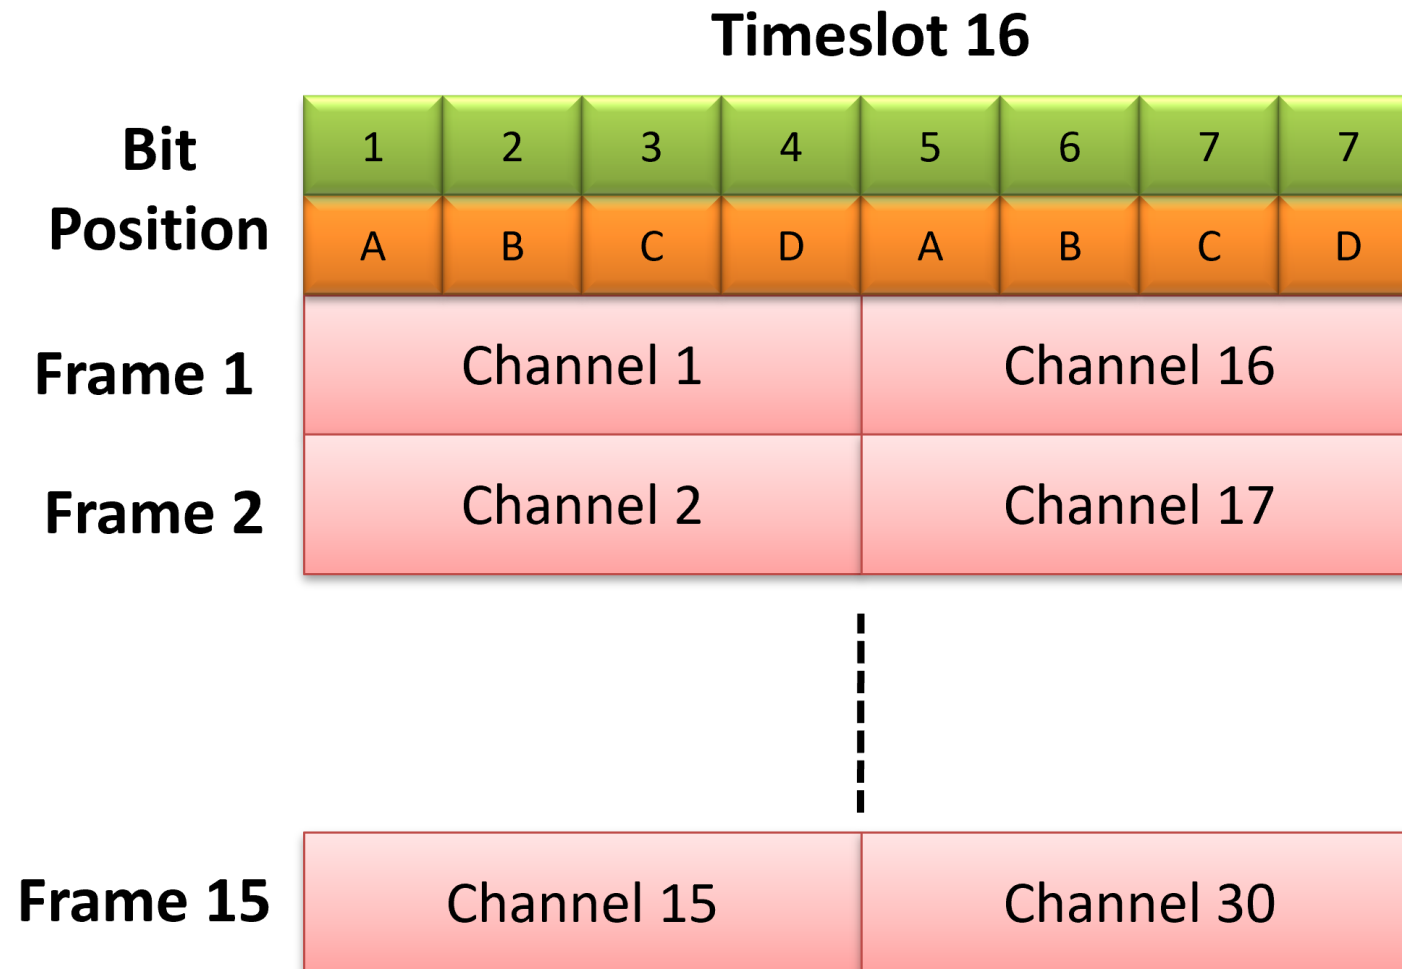 Timeslot 16
Bit
Position
1 2 3 4 5 6 7 7
A B C D A B C D
Frame 1 Channel 1 Channel 16
Frame 2 Channel 2 Channel 17
Frame 15 Channel 15 Channel 30